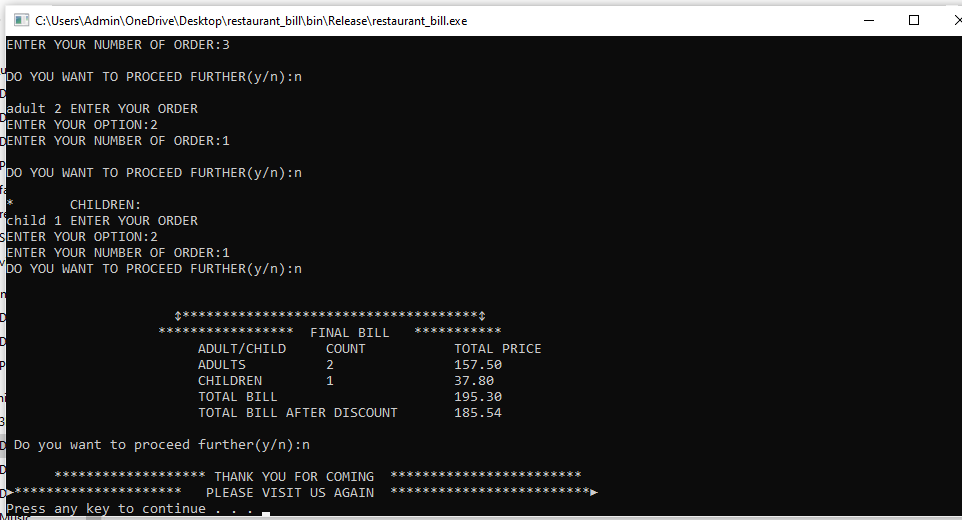 C:\Users\Admin\OneDrive\Desktop\restaurant_bill\bin\Release\restaurant_bill.exe
ENTER YOUR NUMBER OF ORDER:3
DO YOU WANT TO PROCEED FURTHER(y/n):n
adult 2 ENTER YOUR ORDER
ENTER YOUR OPTION:2
ENTER YOUR NUMBER OF ORDER:1
DO YOU WANT TO PROCEED FURTHER(y/n):n
* CHILDREN:
child 1 ENTER YOUR ORDER
ENTER YOUR OPTION:2
ENTER YOUR NUMBER OF ORDER:1
DO YOU WANT TO PROCEED FURTHER(y/n):n
↕*************************************↕
***************** FINAL BILL ***********
ADULT/CHILD COUNT TOTAL PRICE
ADULTS 2 157.50
CHILDREN 1 37.80
TOTAL BILL 195.30
TOTAL BILL AFTER DISCOUNT 185.54
Do you want to proceed further(y/n):n
******************* THANK YOU FOR COMING ************************
►********************* PLEASE VISIT US AGAIN *************************►
Press any key to continue . . .